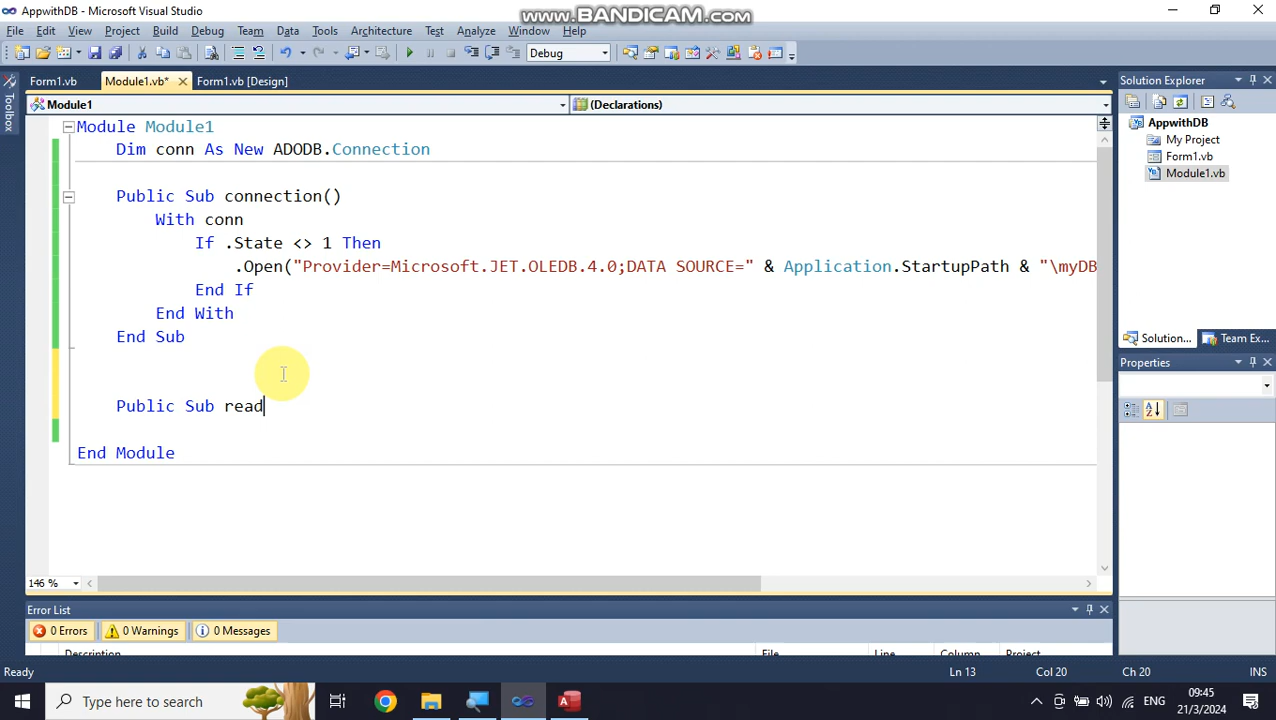 AppwithDB - Microsoft Visual Studio
www.BANDICAM.com
File Edit View Project Build Debug Team Data Tools Architecture Test Analyze Window Help
Debug
Form1.vb Module1.vb* Form1.vb [Design]
Module1 (Declarations)
Module Module1
Dim conn As New ADODB.Connection
Public Sub connection()
With conn
If .State <> 1 Then
.Open("Provider=Microsoft.JET.OLEDB.4.0;DATA SOURCE=" & Application.StartupPath & "\myDB
End If
End With
End Sub
Public Sub read
End Module
146 %
Toolbox
Solution Explorer
AppwithDB
My Project
Form1.vb
Module1.vb
Solution... Team Ex...
Properties
Error List
0 Errors 0 Warnings 0 Messages
Description File Line Column Project
Ready Ln 13 Col 20 Ch 20 INS
Type here to search
ENG
09:45
21/3/2024